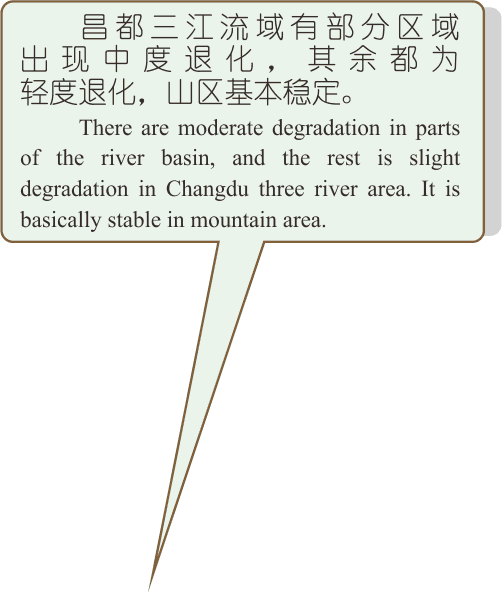 昌都三江流域有部分区域
出现中度退化，其余都为
轻度退化，山区基本稳定。
There are moderate degradation in parts
of the river basin, and the rest is slight
degradation in Changdu three river area. It is
basically stable in mountain area.